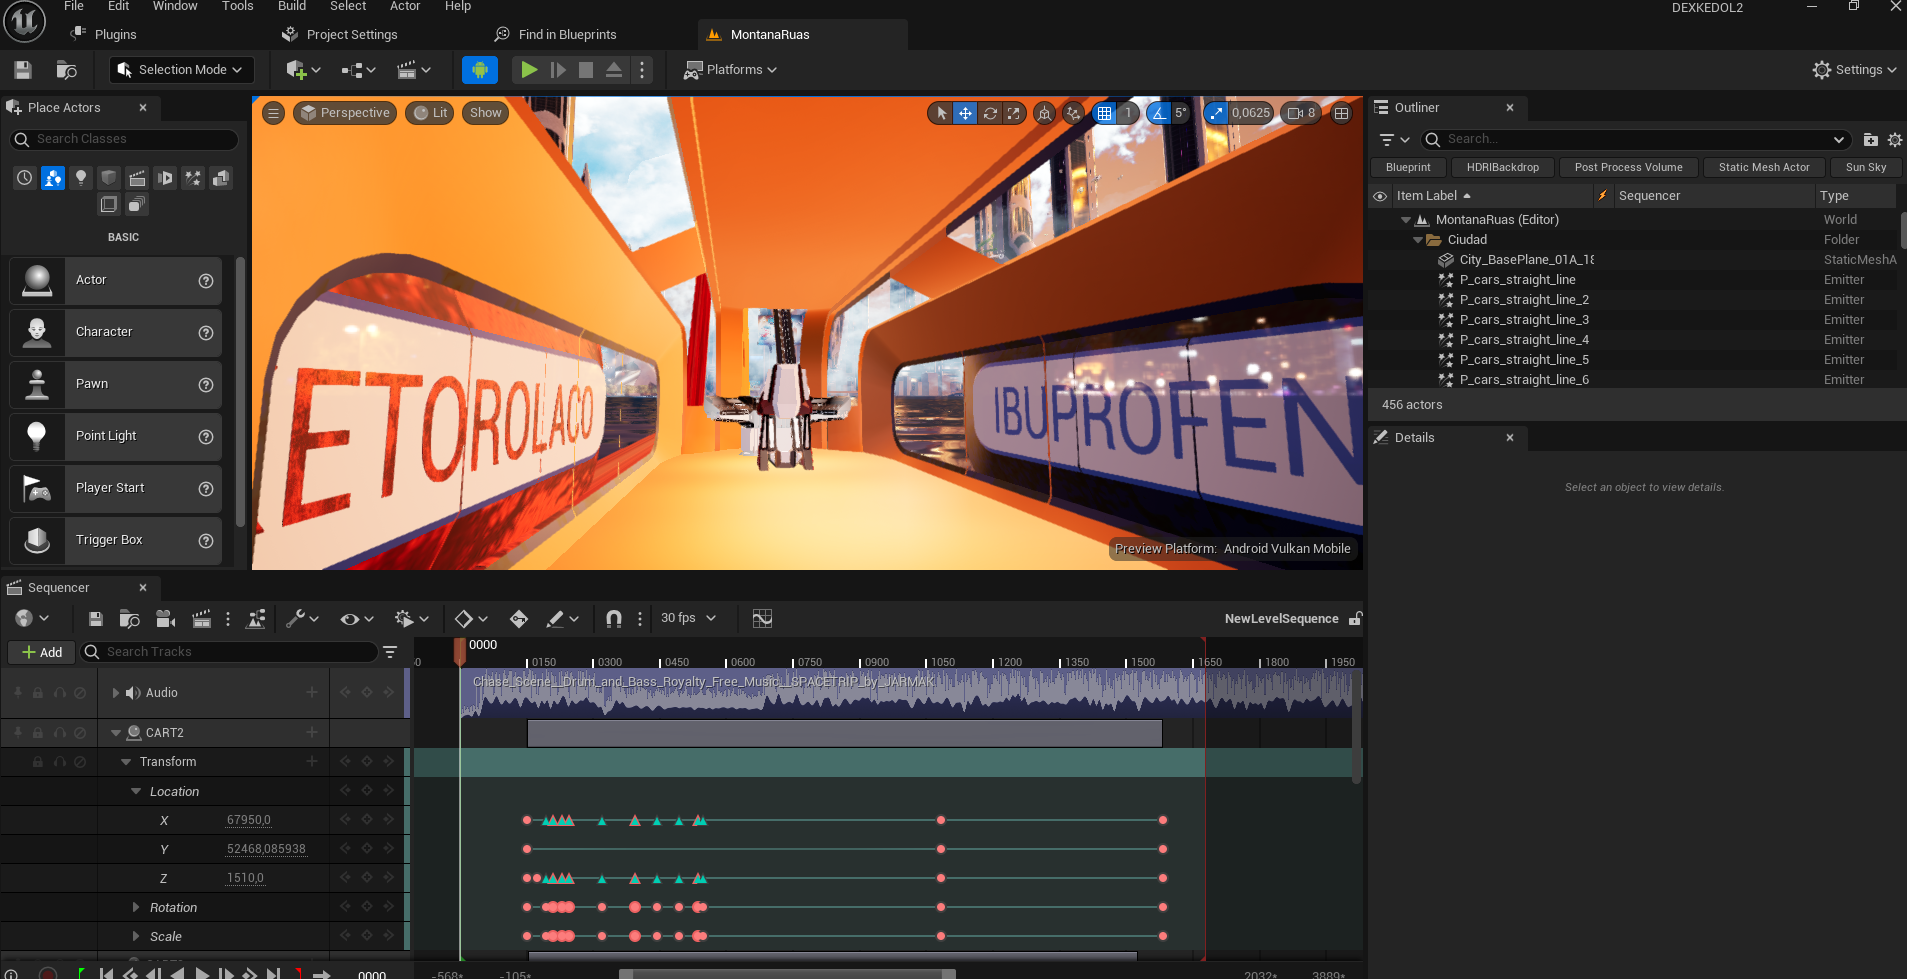 File Edit Window Tools Build Select Actor Help
DEXKEDOL2
Plugins
Project Settings
Find in Blueprints
MontanaRuas
Selection Mode
Platforms
Settings
Place Actors
Search Classes
BASIC
Actor
Character
Pawn
Point Light
Player Start
Trigger Box
Perspective
Lit
Show
1
5°
0,0625
8
ETOROLLACO
IBUPROFEN
Preview Platform: Android Vulkan Mobile
Outliner
Search...
Blueprint
HDRIBackdrop
Post Process Volume
Static Mesh Actor
Sun Sky
Item Label
Sequencer
Type
MontanaRuas (Editor) World
Ciudad Folder
City_BasePlane_01A_18 StaticMeshA
P_cars_straight_line Emitter
P_cars_straight_line_2 Emitter
P_cars_straight_line_3 Emitter
P_cars_straight_line_4 Emitter
P_cars_straight_line_5 Emitter
P_cars_straight_line_6 Emitter
456 actors
Details
Select an object to view details.
Sequencer
30 fps
NewLevelSequence
Add
Search Tracks
0000
0150 0300 0450 0600 0750 0900 1050 1200 1350 1500 1650 1800 1950
Audio
Chase_Scene__Drum_and_Bass_Royalty_Free_Music__SPACETRIP_by_JARMAK
CART2
Transform
Location
X 67950,0
Y 52468,085938
Z 1510,0
Rotation
Scale
0000
-568*
-105*
2032*
3889*